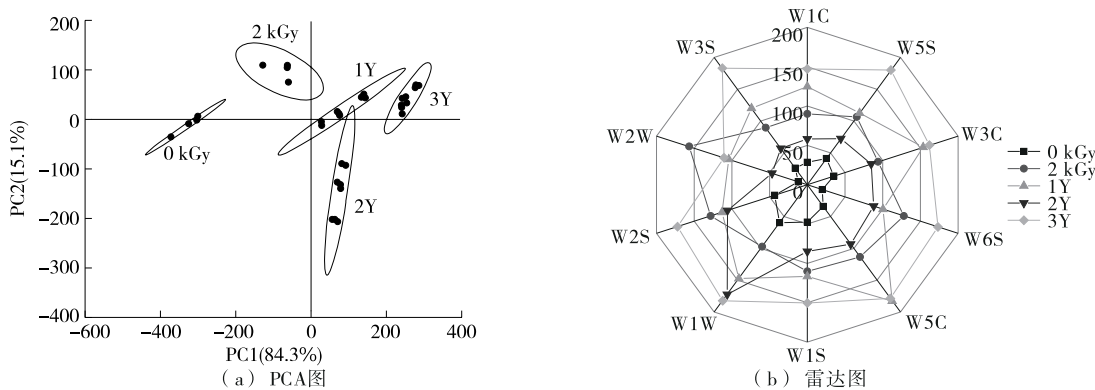 200
100
0
−100
−200
−300
−400
−600
−400
−200
0
200
400
PC2(15.1%)
PC1(84.3%)
2 kGy
1Y
3Y
0 kGy
2Y
(a) PCA图
W1C
W5S
W3C
W6S
W5C
W1S
W1W
W2S
W2W
W3S
200
150
100
50
0
0 kGy
2 kGy
1Y
2Y
3Y
(b) 雷达图